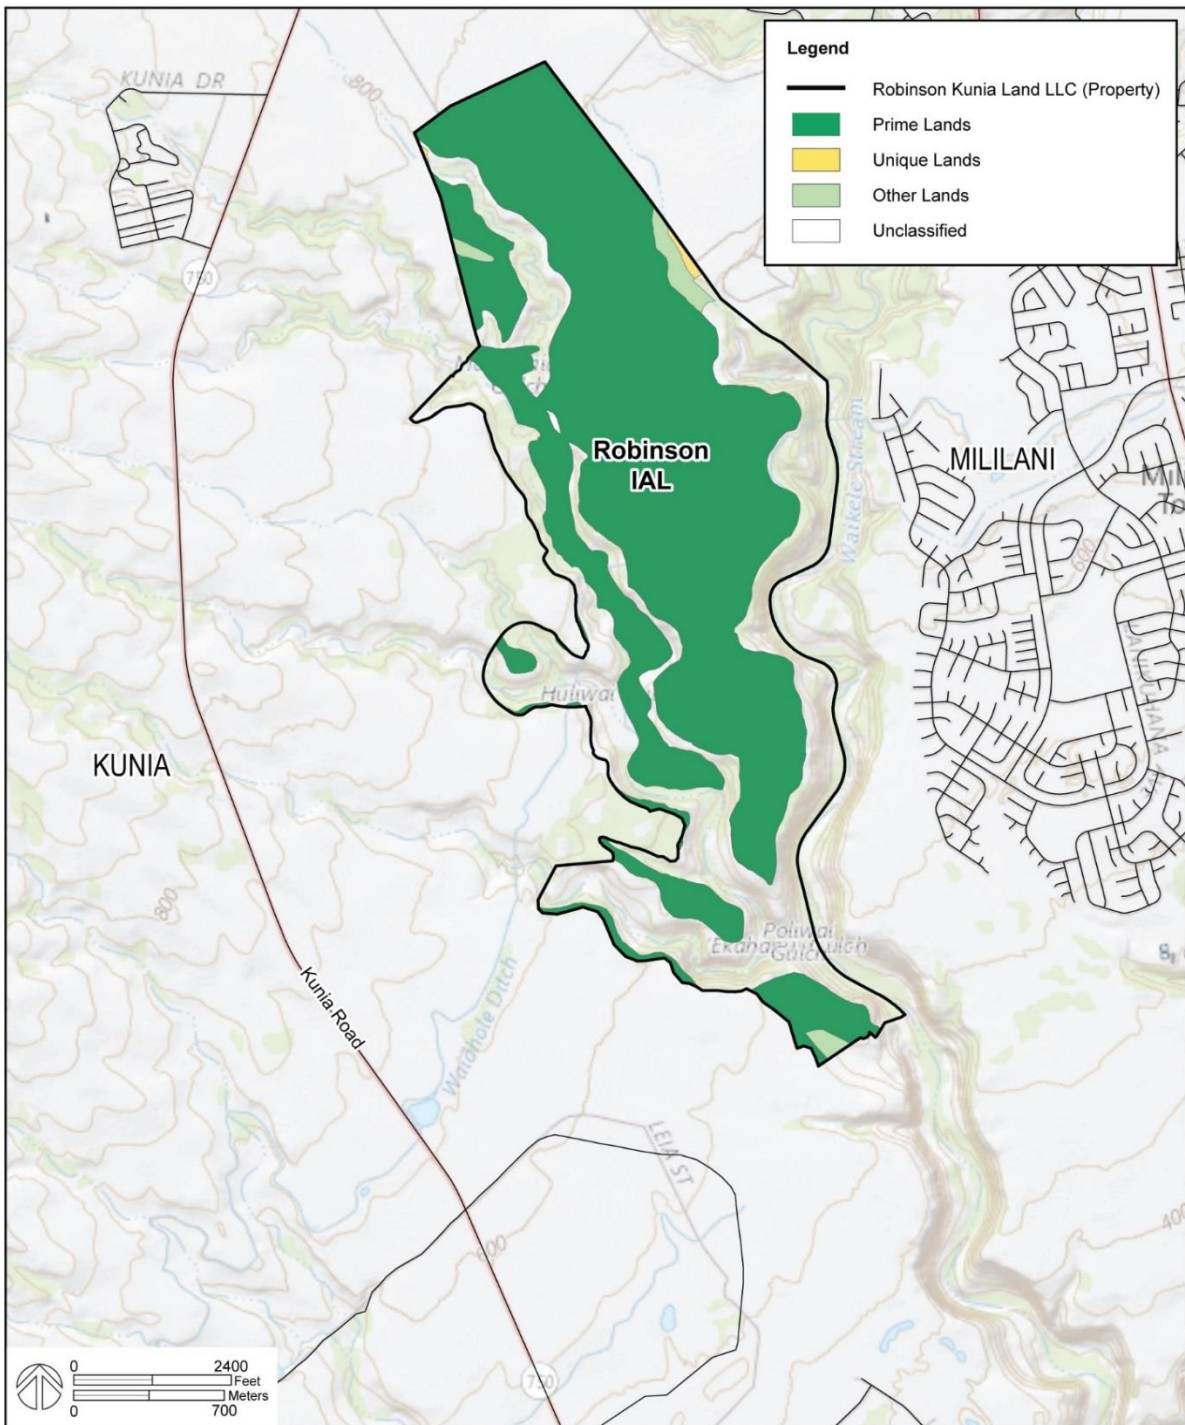 Legend
Robinson Kunia Land LLC (Property)
Prime Lands
Unique Lands
Other Lands
Unclassified
KUNIA DR
800
750
Robinson
IAL
MILILANI
Waikele Stream
600
Huliwai
KUNIA
800
Poliwai
Gulch
Kunia Road
Waiahole Ditch
LEIA ST
400
600
750
0 2400
Feet
Meters
0 700